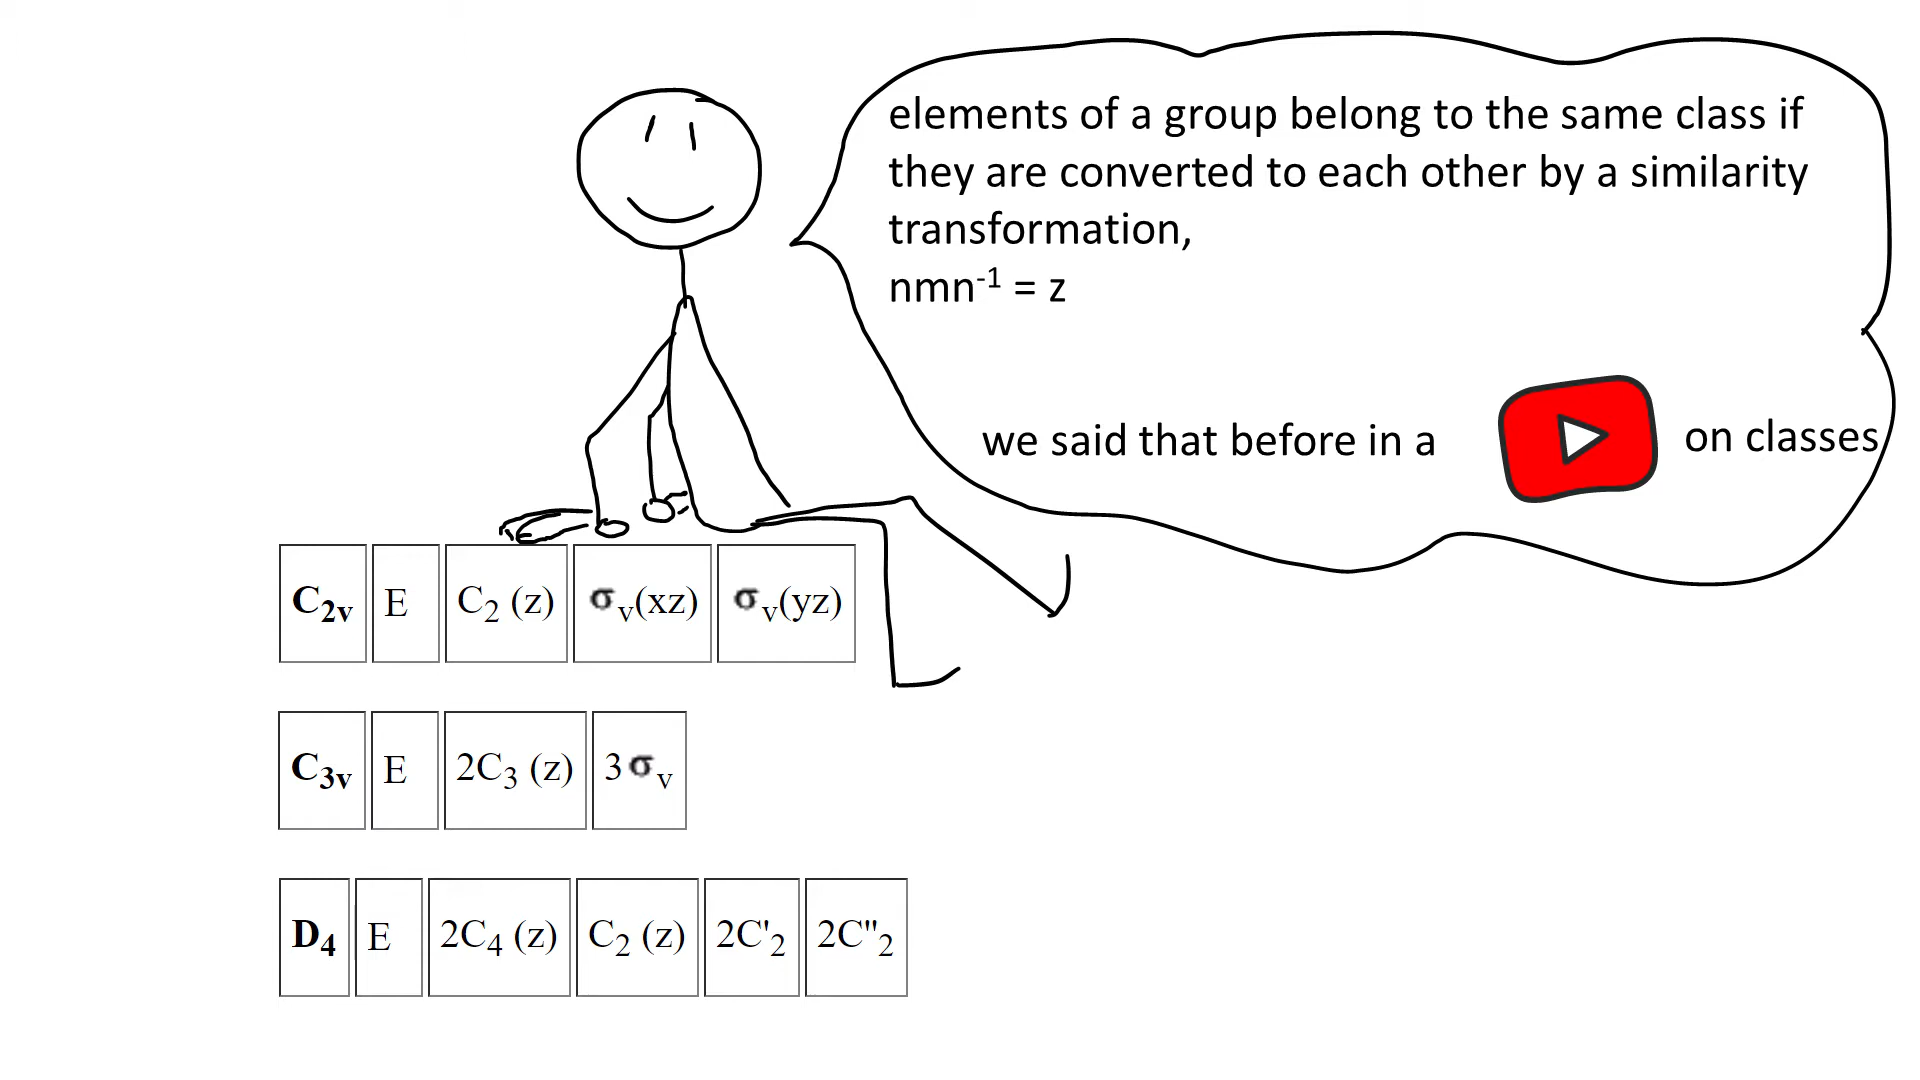 elements of a group belong to the same class if
they are converted to each other by a similarity
transformation,
nmn⁻¹ = z
we said that before in a on classes
C₂ᵥ E C₂ (z) σᵥ(xz) σᵥ(yz)
C₃ᵥ E 2C₃ (z) 3σᵥ
D₄ E 2C₄ (z) C₂ (z) 2C'₂ 2C"₂